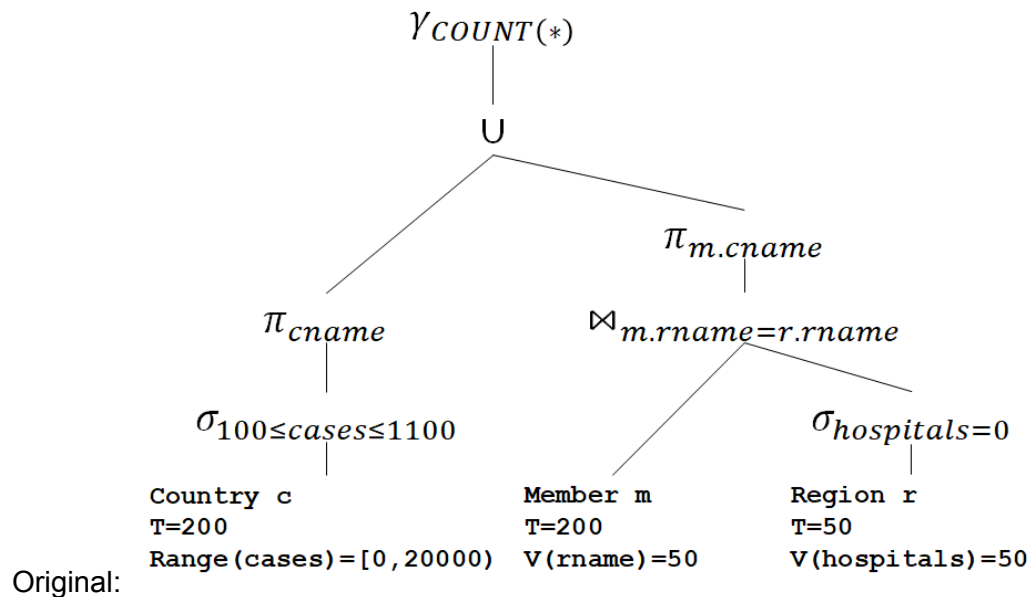 γCOUNT(*)
∪
πm.cname
πcname
⋈m.rname=r.rname
σ100≤cases≤1100
σhospitals=0
Country c
T=200
Range(cases)=[0,20000)
Member m
T=200
V(rname)=50
Region r
T=50
V(hospitals)=50
Original: